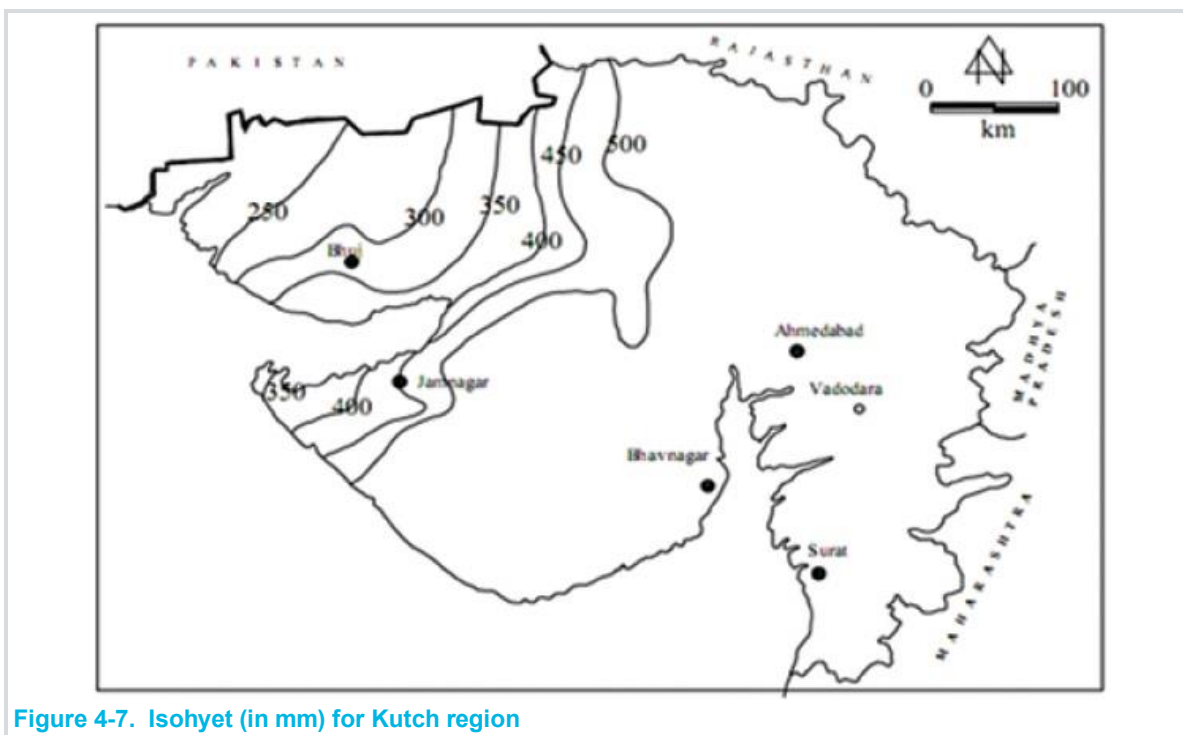 PAKISTAN
RAJASTHAN
0 100
km
450
500
250
300
350
400
Bhuj
Ahmedabad
MADHYA
PRADESH
350
400
Jamnagar
Vadodara
Bhavnagar
Surat
MAHARASHTRA
Figure 4-7. Isohyet (in mm) for Kutch region